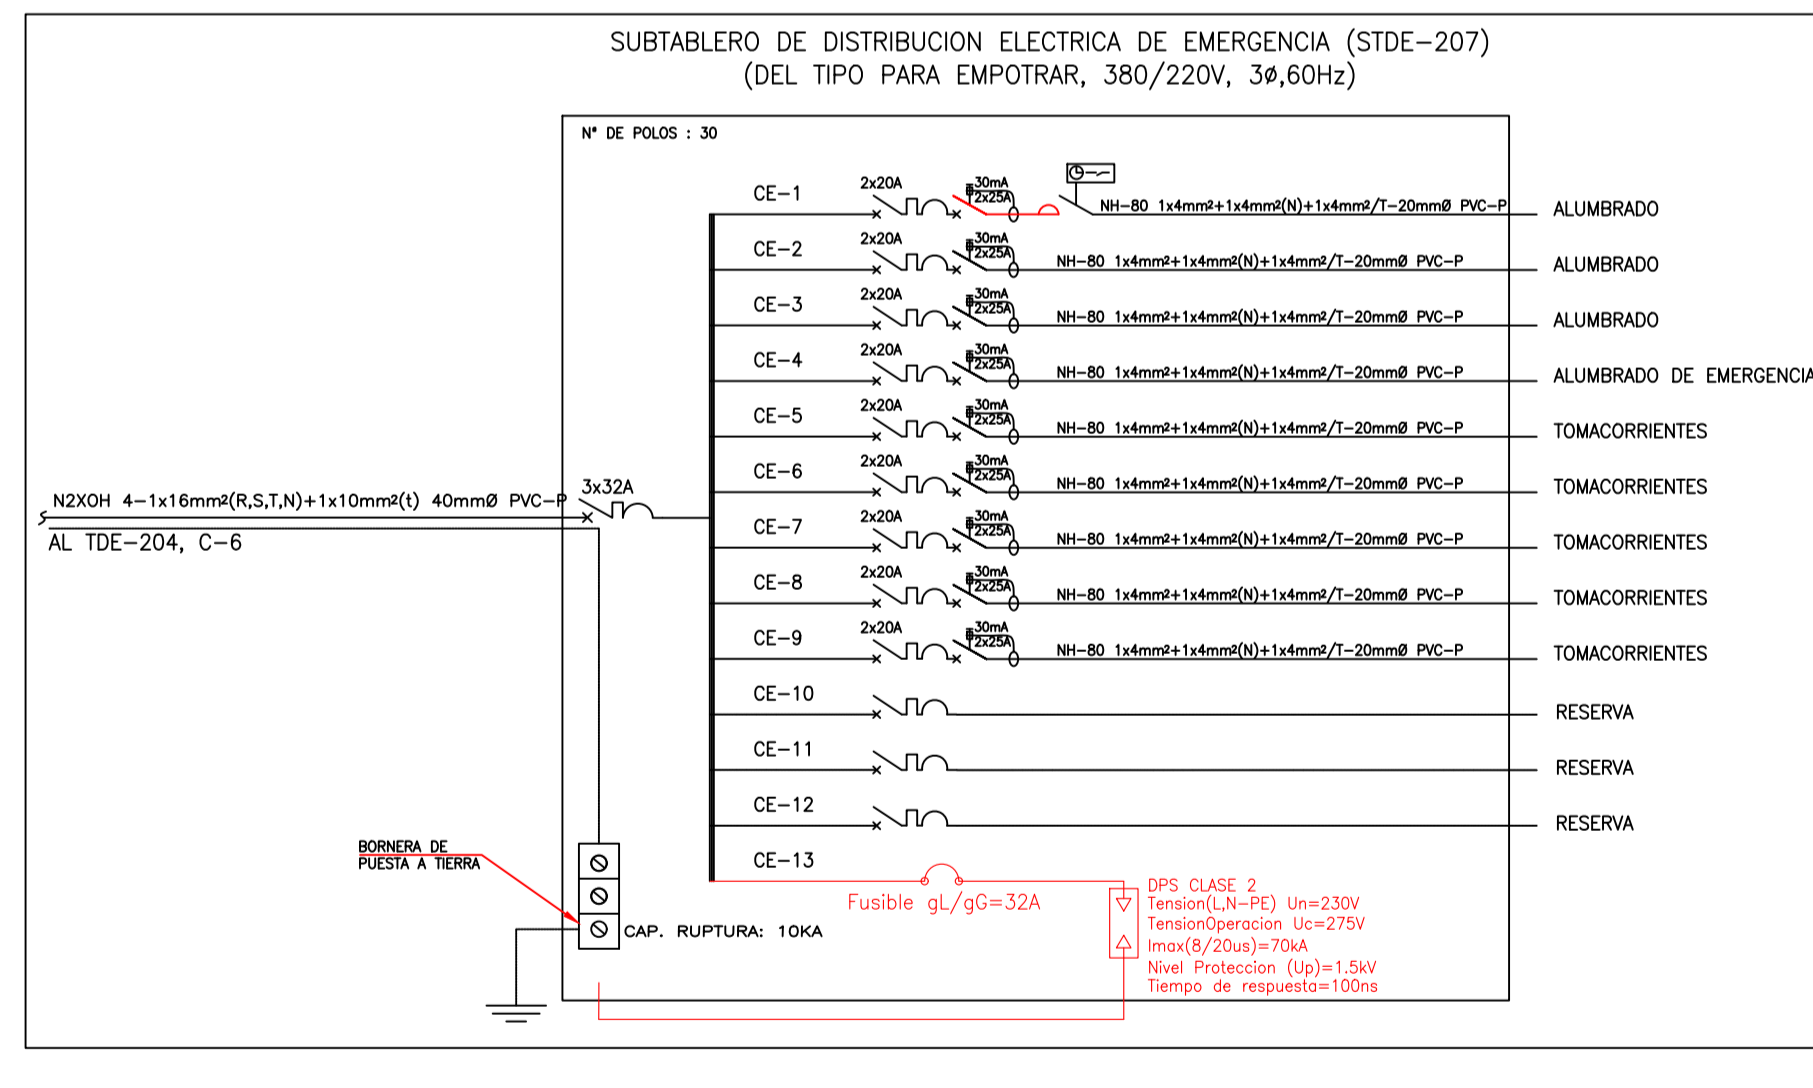 SUBTABLERO DE DISTRIBUCION ELECTRICA DE EMERGENCIA (STDE-207)
(DEL TIPO PARA EMPOTRAR, 380/220V, 3Ø,60Hz)
N° DE POLOS : 30
CE-1 2x20A 30mA 2x25A NH-80 1x4mm²+1x4mm²(N)+1x4mm²/T-20mmØ PVC-P ALUMBRADO
CE-2 2x20A 30mA 2x25A NH-80 1x4mm²+1x4mm²(N)+1x4mm²/T-20mmØ PVC-P ALUMBRADO
CE-3 2x20A 30mA 2x25A NH-80 1x4mm²+1x4mm²(N)+1x4mm²/T-20mmØ PVC-P ALUMBRADO
CE-4 2x20A 30mA 2x25A NH-80 1x4mm²+1x4mm²(N)+1x4mm²/T-20mmØ PVC-P ALUMBRADO DE EMERGENCIA
CE-5 2x20A 30mA 2x25A NH-80 1x4mm²+1x4mm²(N)+1x4mm²/T-20mmØ PVC-P TOMACORRIENTES
CE-6 2x20A 30mA 2x25A NH-80 1x4mm²+1x4mm²(N)+1x4mm²/T-20mmØ PVC-P TOMACORRIENTES
N2XOH 4-1x16mm²(R,S,T,N)+1x10mm²(t) 40mmØ PVC-P 3x32A
AL TDE-204, C-6
CE-7 2x20A 30mA 2x25A NH-80 1x4mm²+1x4mm²(N)+1x4mm²/T-20mmØ PVC-P TOMACORRIENTES
CE-8 2x20A 30mA 2x25A NH-80 1x4mm²+1x4mm²(N)+1x4mm²/T-20mmØ PVC-P TOMACORRIENTES
CE-9 2x20A 30mA 2x25A NH-80 1x4mm²+1x4mm²(N)+1x4mm²/T-20mmØ PVC-P TOMACORRIENTES
CE-10 RESERVA
CE-11 RESERVA
CE-12 RESERVA
BORNERA DE
PUESTA A TIERRA
CE-13
Fusible gL/gG=32A
CAP. RUPTURA: 10KA
DPS CLASE 2
Tension(L,N-PE) Un=230V
TensionOperacion Uc=275V
Imax(8/20us)=70kA
Nivel Proteccion (Up)=1.5kV
Tiempo de respuesta=100ns